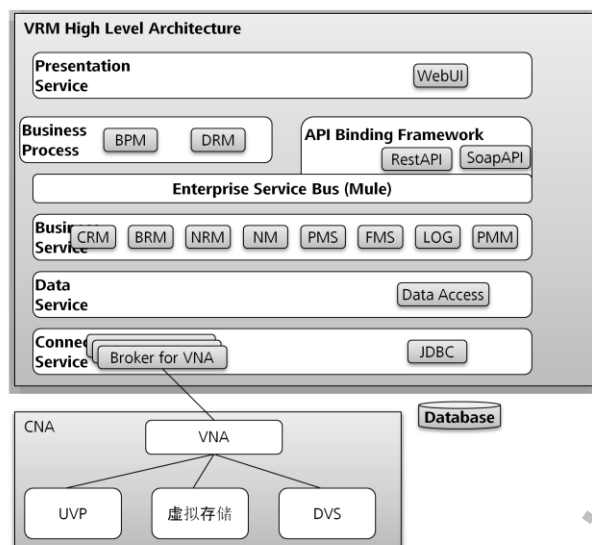 VRM High Level Architecture
Presentation
Service
WebUI
Business
Process
BPM
DRM
API Binding Framework
RestAPI
SoapAPI
Enterprise Service Bus (Mule)
Service
CRM
BRM
NRM
NM
PMS
FMS
LOG
PMM
Data
Service
Data Access
Service
Broker for VNA
JDBC
Database
CNA
VNA
UVP
虚拟存储
DVS